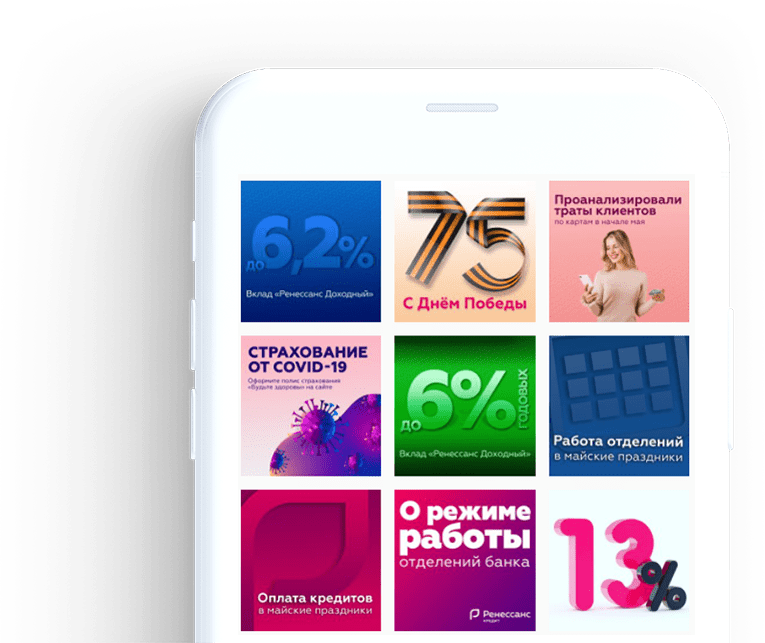 до 6,2%
Вклад «Ренессанс Доходный»
75
С Днём Победы
Проанализировали
траты клиентов
по картам в начале мая
СТРАХОВАНИЕ
ОТ COVID-19
Оформите полис страхования
«Будьте здоровы» на сайте
до 6% годовых
Вклад «Ренессанс Доходный»
Работа отделений
в майские праздники
Оплата кредитов
в майские праздники
О режиме
работы
отделений банка
Ренессанс
кредит
13%